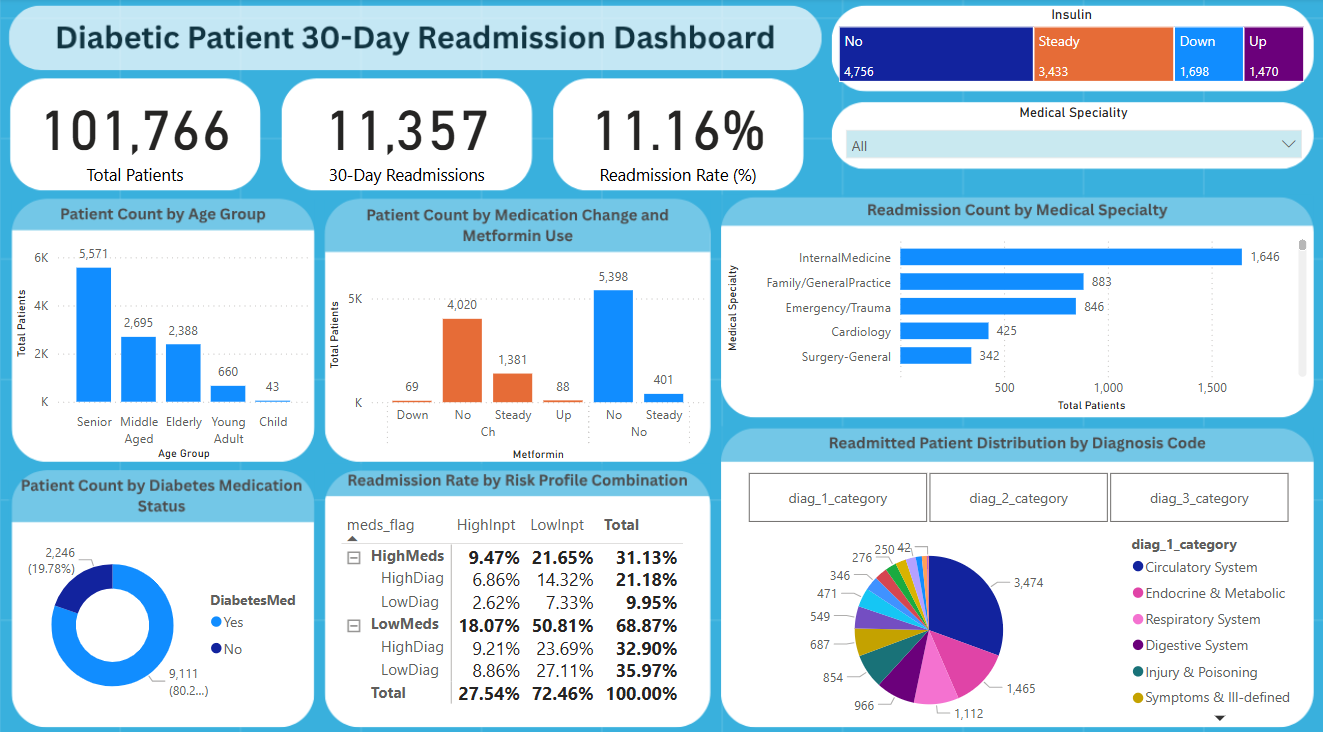 Diabetic Patient 30-Day Readmission Dashboard
101,766
Total Patients
11,357
30-Day Readmissions
11.16%
Readmission Rate (%)
Insulin
No
4,756
Steady
3,433
Down
1,698
Up
1,470
Medical Speciality
All
Patient Count by Age Group
Total Patients
6K
4K
2K
K
5,571
2,695
2,388
660
43
Senior
Middle
Aged
Elderly
Young
Adult
Child
Age Group
Patient Count by Medication Change and
Metformin Use
Total Patients
5K
K
69
4,020
1,381
88
5,398
401
Down No Steady Up No Steady
Ch No
Metformin
Readmission Count by Medical Specialty
Medical Specialty
InternalMedicine 1,646
Family/GeneralPractice 883
Emergency/Trauma 846
Cardiology 425
Surgery-General 342
500 1,000 1,500
Total Patients
Patient Count by Diabetes Medication
Status
2,246
(19.78%)
9,111
(80.2...)
DiabetesMed
Yes
No
Readmission Rate by Risk Profile Combination
meds_flag HighInpt LowInpt Total
HighMeds 9.47% 21.65% 31.13%
HighDiag 6.86% 14.32% 21.18%
LowDiag 2.62% 7.33% 9.95%
LowMeds 18.07% 50.81% 68.87%
HighDiag 9.21% 23.69% 32.90%
LowDiag 8.86% 27.11% 35.97%
Total 27.54% 72.46% 100.00%
Readmitted Patient Distribution by Diagnosis Code
diag_1_category diag_2_category diag_3_category
3,474
1,465
1,112
966
854
687
549
471
346
276
250
42
diag_1_category
Circulatory System
Endocrine & Metabolic
Respiratory System
Digestive System
Injury & Poisoning
Symptoms & Ill-defined